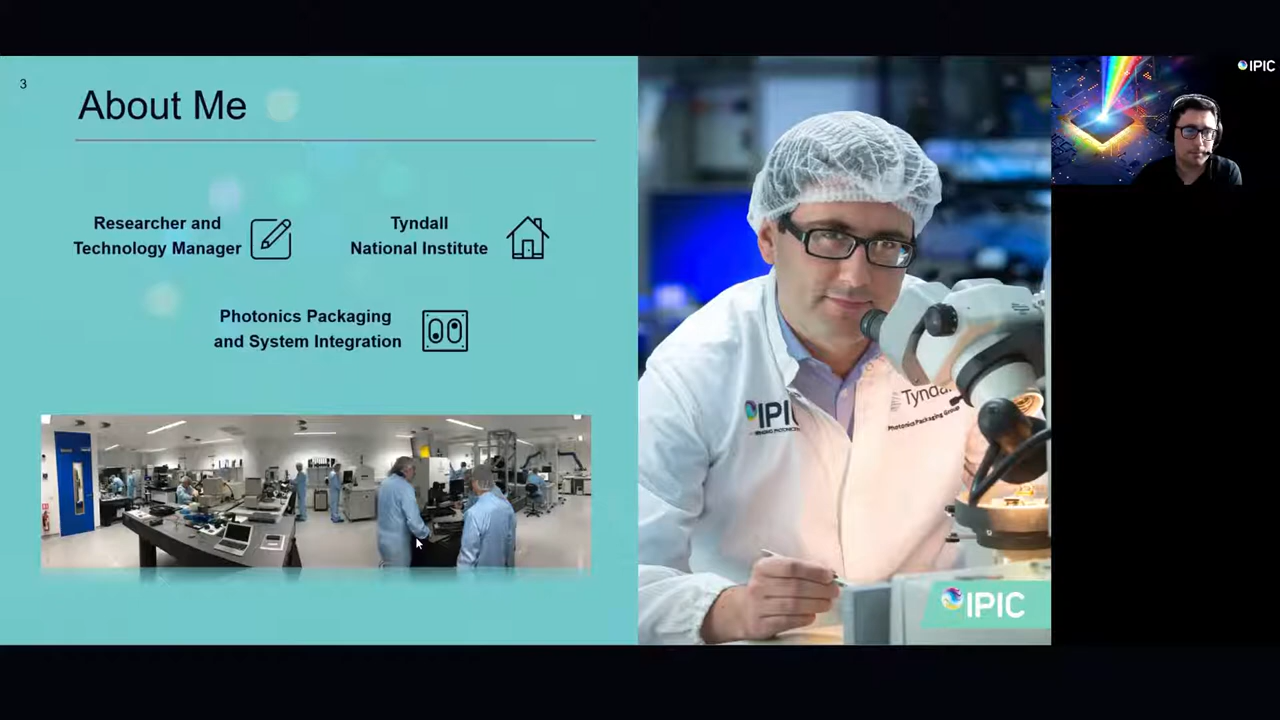 3
About Me
Researcher and
Technology Manager
Tyndall
National Institute
Photonics Packaging
and System Integration
IPIC
Photonics Packaging Group
IPIC
IPIC